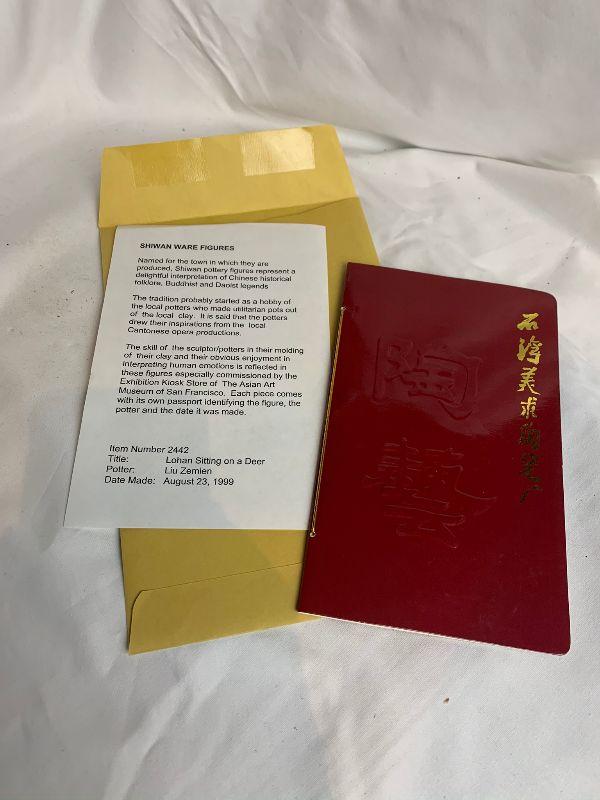 SHIWAN WARE FIGURES
Named for the town in which they are
produced, Shiwan pottery figures represent a
delightful interpretation of Chinese historical
folklore, Buddhist and Daoist legends
The tradition probably started as a hobby of
the local potters who made utilitarian pots out
of the local clay. It is said that the potters
drew their inspirations from the local
Cantonese opera productions.
The skill of the sculptor/potters in their molding
of their clay and their obvious enjoyment in
interpreting human emotions is reflected in
these figures especially commissioned by the
Exhibition Kiosk Store of The Asian Art
Museum of San Francisco. Each piece comes
with its own passport identifying the figure, the
potter and the date it was made.
Item Number 2442
Title: Lohan Sitting on a Deer
Potter: Liu Zemien
Date Made: August 23, 1999
石湾美术陶瓷厂
陶藝